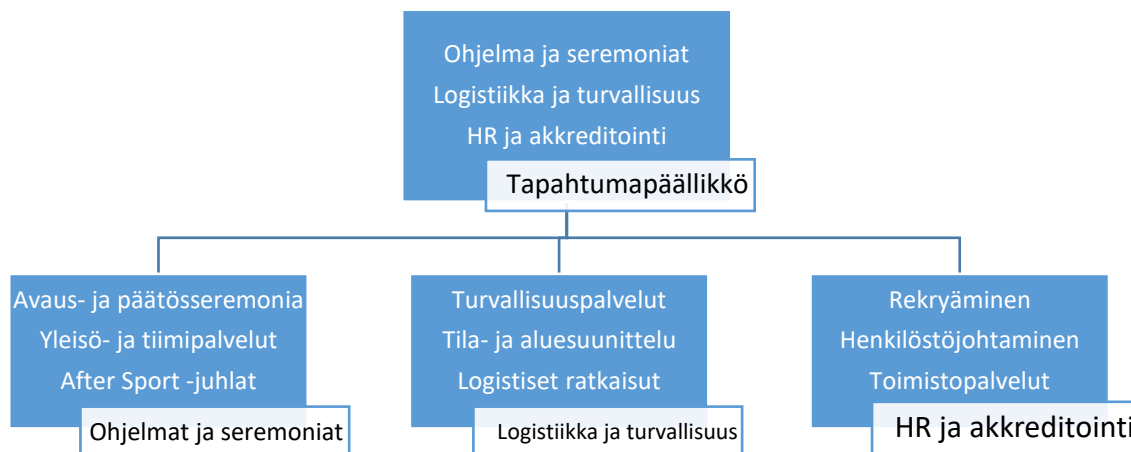 Ohjelma ja seremoniat
Logistiikka ja turvallisuus
HR ja akkreditointi
Tapahtumapäällikkö
Avaus- ja päätösseremonia
Yleisö- ja tiimipalvelut
After Sport -juhlat
Ohjelmat ja seremoniat
Turvallisuuspalvelut
Tila- ja aluesuunittelu
Logistiset ratkaisut
Logistiikka ja turvallisuus
Rekryäminen
Henkilöstöjohtaminen
Toimistopalvelut
HR ja akkreditointi